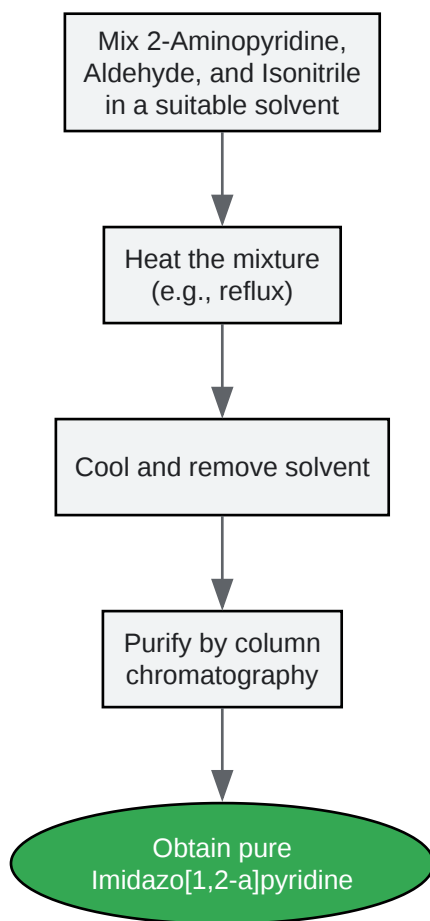 Mix 2-Aminopyridine,
Aldehyde, and Isonitrile
in a suitable solvent
Heat the mixture
(e.g., reflux)
Cool and remove solvent
Purify by column
chromatography
Obtain pure
Imidazo[1,2-a]pyridine